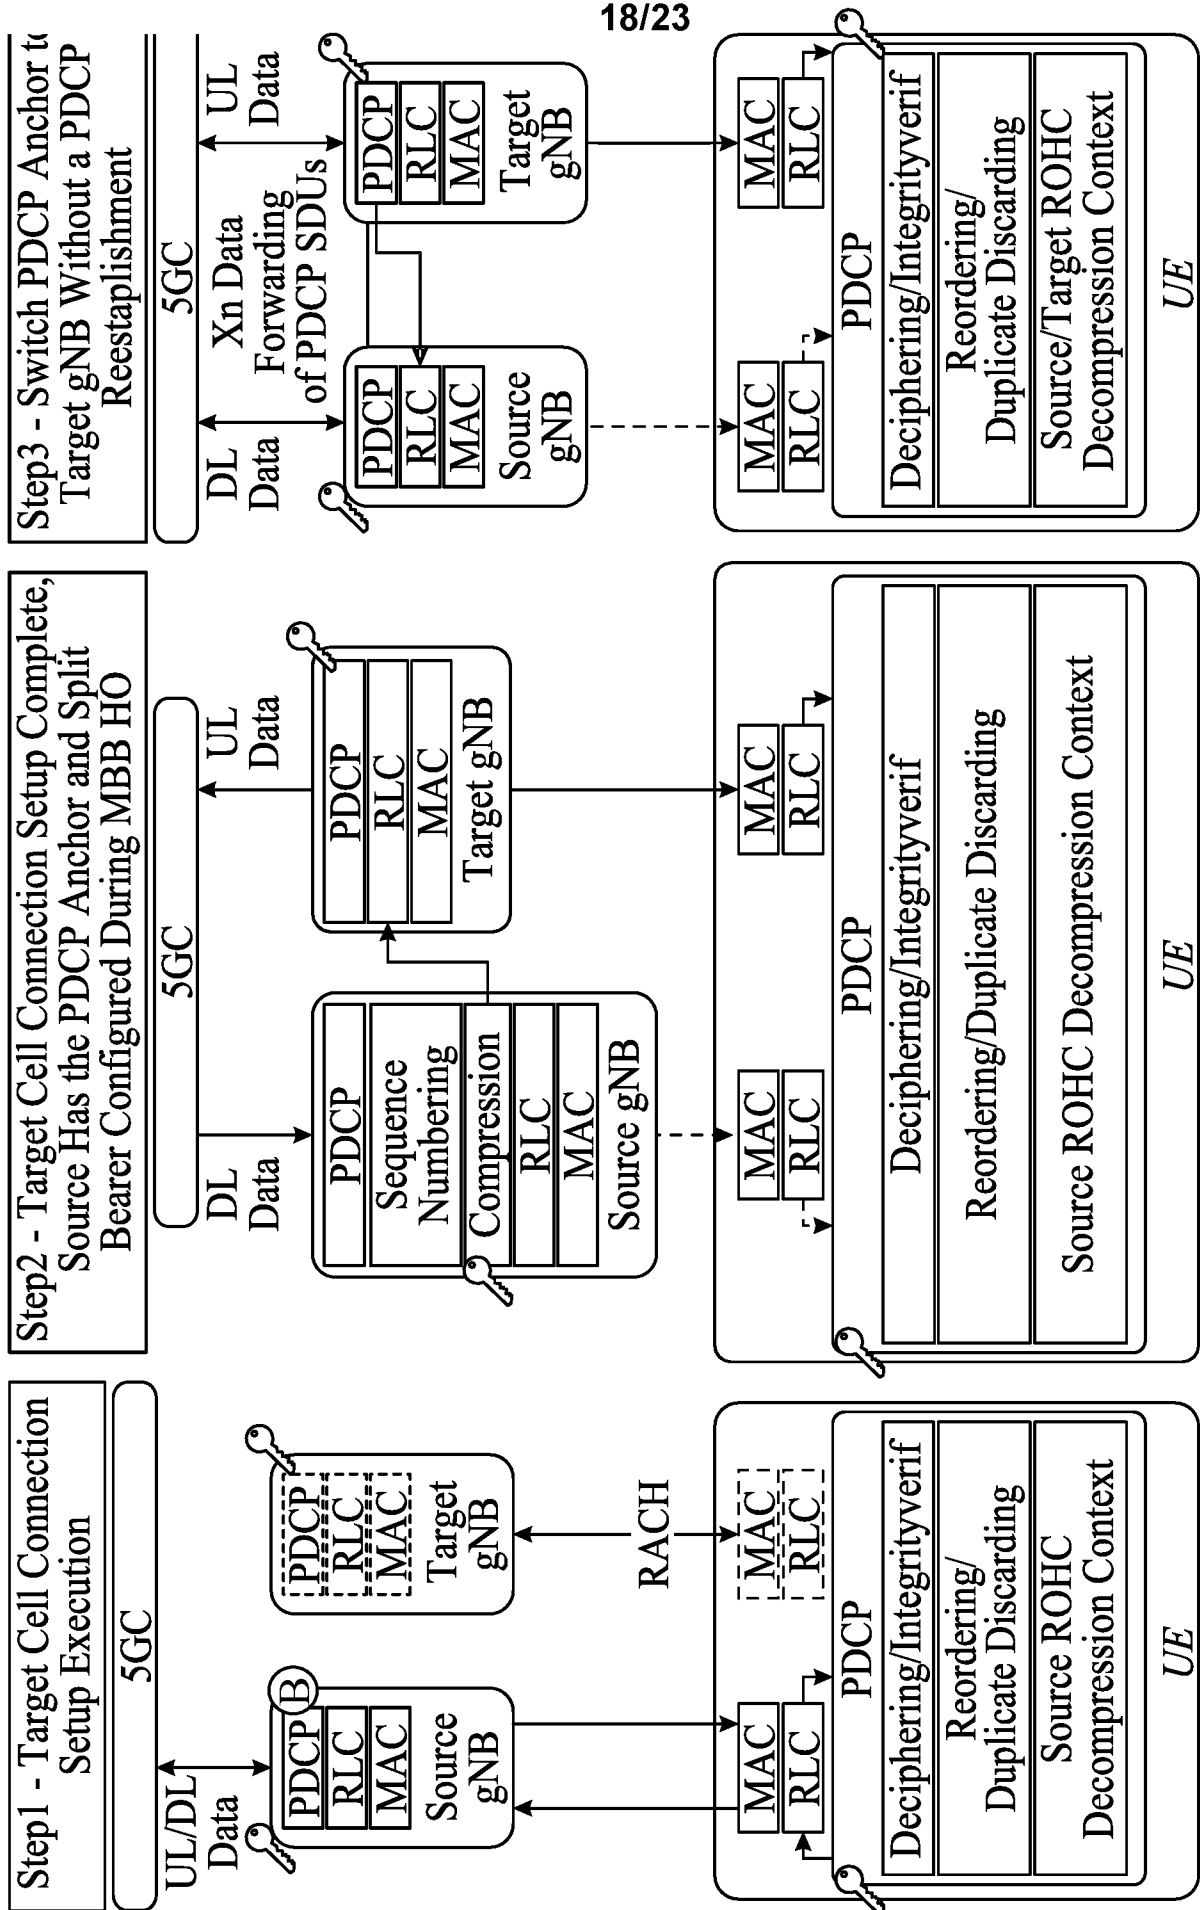 18/23
Step1 - Target Cell Connection
Setup Execution
5GC
UL/DL
Data
B
PDCP
RLC
MAC
Source
gNB
PDCP
RLC
MAC
Target
gNB
RACH
MAC
RLC
MAC
RLC
PDCP
Deciphering/Integrityverif
Reordering/
Duplicate Discarding
Source ROHC
Decompression Context
UE
Step2 - Target Cell Connection Setup Complete,
Source Has the PDCP Anchor and Split
Bearer Configured During MBB HO
5GC
DL
Data
UL
Data
PDCP
Sequence
Numbering
Compression
RLC
MAC
Source gNB
PDCP
RLC
MAC
Target gNB
MAC
RLC
MAC
RLC
PDCP
Deciphering/Integrityverif
Reordering/Duplicate Discarding
Source ROHC Decompression Context
UE
Step3 - Switch PDCP Anchor to
Target gNB Without a PDCP
Reestaplishment
5GC
DL
Data
Xn Data
Forwarding
of PDCP SDUs
UL
Data
PDCP
RLC
MAC
Source
gNB
PDCP
RLC
MAC
Target
gNB
MAC
RLC
MAC
RLC
PDCP
Deciphering/Integrityverif
Reordering/
Duplicate Discarding
Source/Target ROHC
Decompression Context
UE